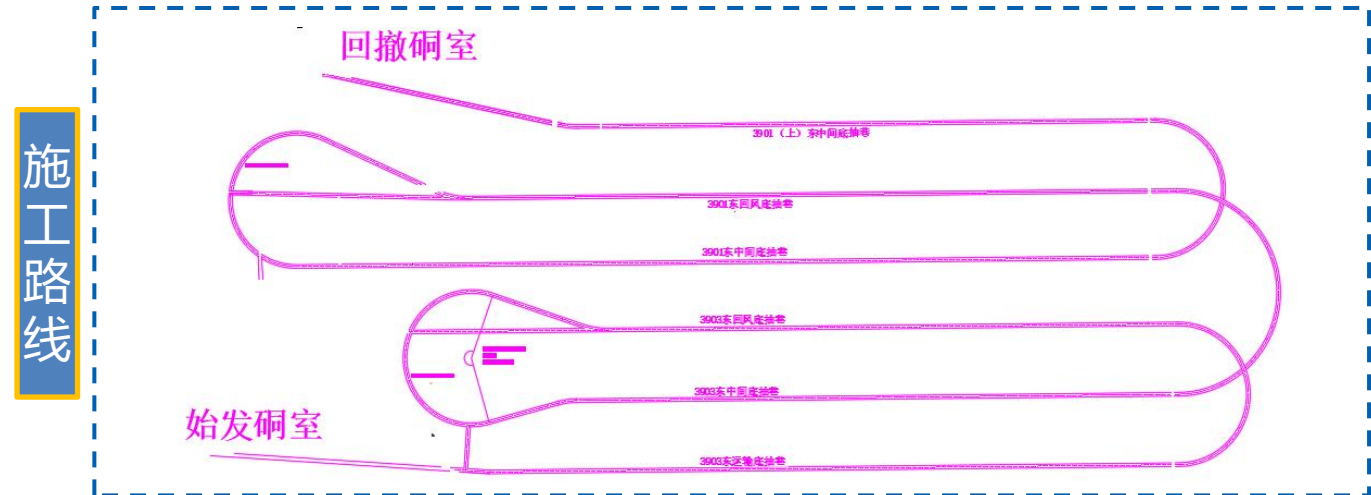 施工路线
回撤硐室
3901（上）东中间底抽巷
3901东回风底抽巷
3901东中间底抽巷
3903东回风底抽巷
3903东中间底抽巷
始发硐室
3903东运输底抽巷